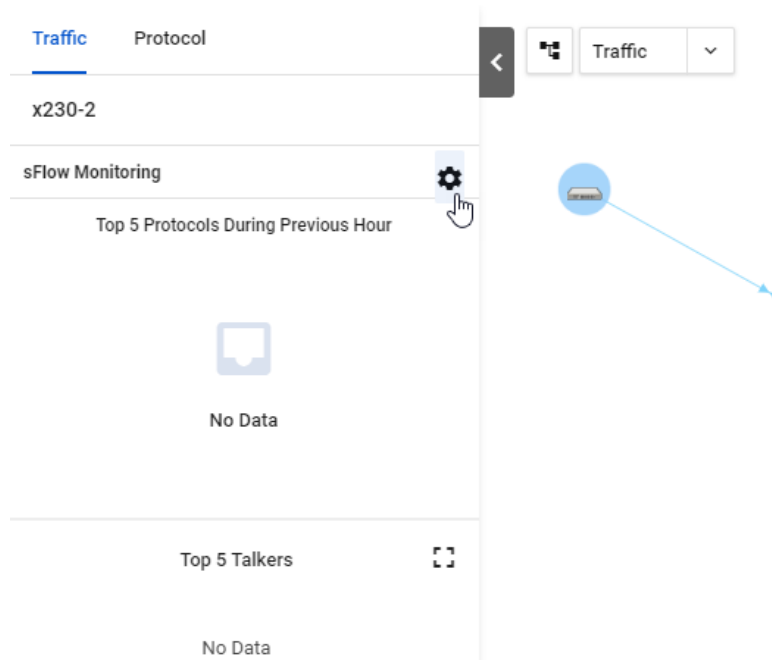 Traffic Protocol
Traffic
x230-2
sFlow Monitoring
Top 5 Protocols During Previous Hour
No Data
Top 5 Talkers
No Data